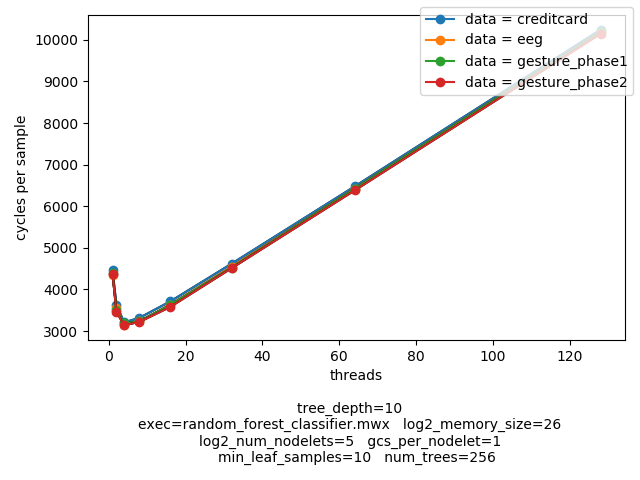 data = creditcard
data = eeg
data = gesture_phase1
data = gesture_phase2
10000
9000
8000
7000
6000
5000
4000
3000
cycles per sample
0 20 40 60 80 100 120
threads
tree_depth=10
exec=random_forest_classifier.mwx log2_memory_size=26
log2_num_nodelets=5 gcs_per_nodelet=1
min_leaf_samples=10 num_trees=256